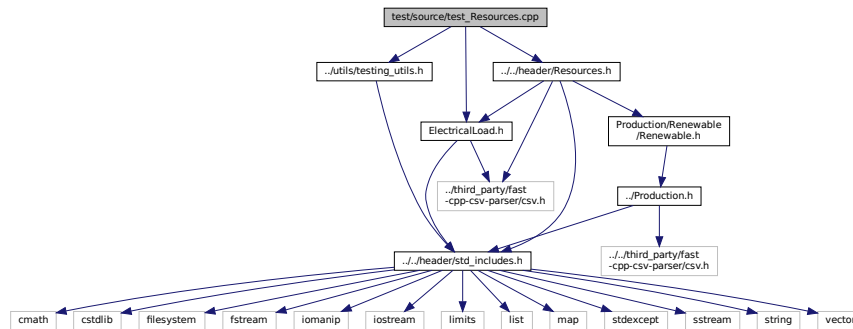 test/source/test_Resources.cpp
../utils/testing_utils.h
../../header/Resources.h
ElectricalLoad.h
Production/Renewable
/Renewable.h
../third_party/fast
-cpp-csv-parser/csv.h
../Production.h
../../header/std_includes.h
../../third_party/fast
-cpp-csv-parser/csv.h
cmath
cstdlib
filesystem
fstream
iomanip
iostream
limits
list
map
stdexcept
sstream
string
vector